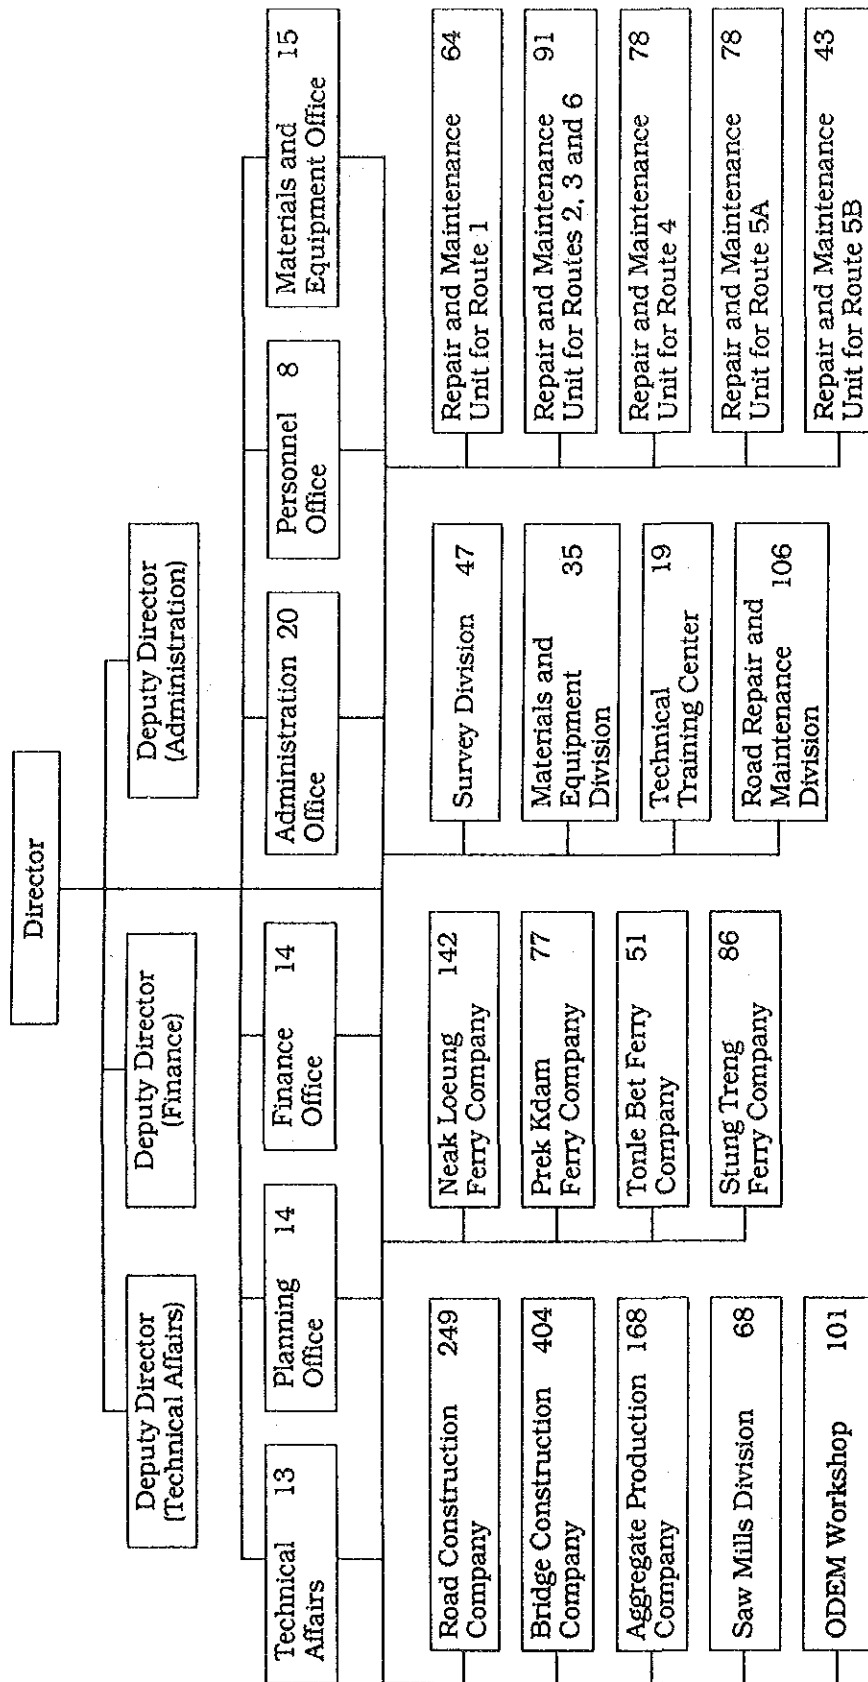 Director
Deputy Director
(Technical Affairs)
Deputy Director
(Finance)
Deputy Director
(Administration)
Technical 13
Affairs
Planning 14
Office
Finance 14
Office
Administration 20
Office
Personnel 8
Office
Materials and 15
Equipment Office
Road Construction 249
Company
Bridge Construction 404
Company
Aggregate Production 168
Company
Saw Mills Division 68
ODEM Workshop 101
Neak Loeung 142
Ferry Company
Prek Kdam 77
Ferry Company
Tonle Bet Ferry 51
Company
Stung Treng 86
Ferry Company
Survey Division 47
Materials and
Equipment 35
Division
Technical 19
Training Center
Road Repair and
Maintenance 106
Division
Repair and Maintenance 64
Unit for Route 1
Repair and Maintenance 91
Unit for Routes 2, 3 and 6
Repair and Maintenance 78
Unit for Route 4
Repair and Maintenance 78
Unit for Route 5A
Repair and Maintenance 43
Unit for Route 5B